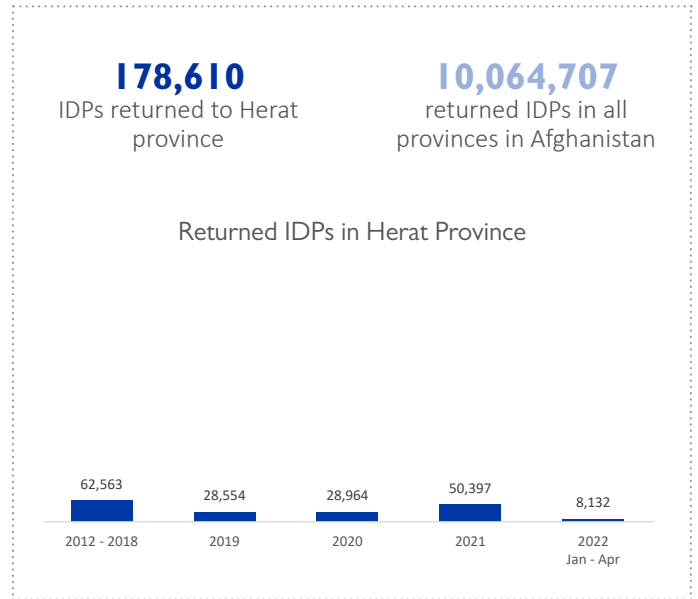 178,610
IDPs returned to Herat
province
10,064,707
returned IDPs in all
provinces in Afghanistan
Returned IDPs in Herat Province
62,563
28,554
28,964
50,397
8,132
2012 - 2018
2019
2020
2021
2022
Jan - Apr